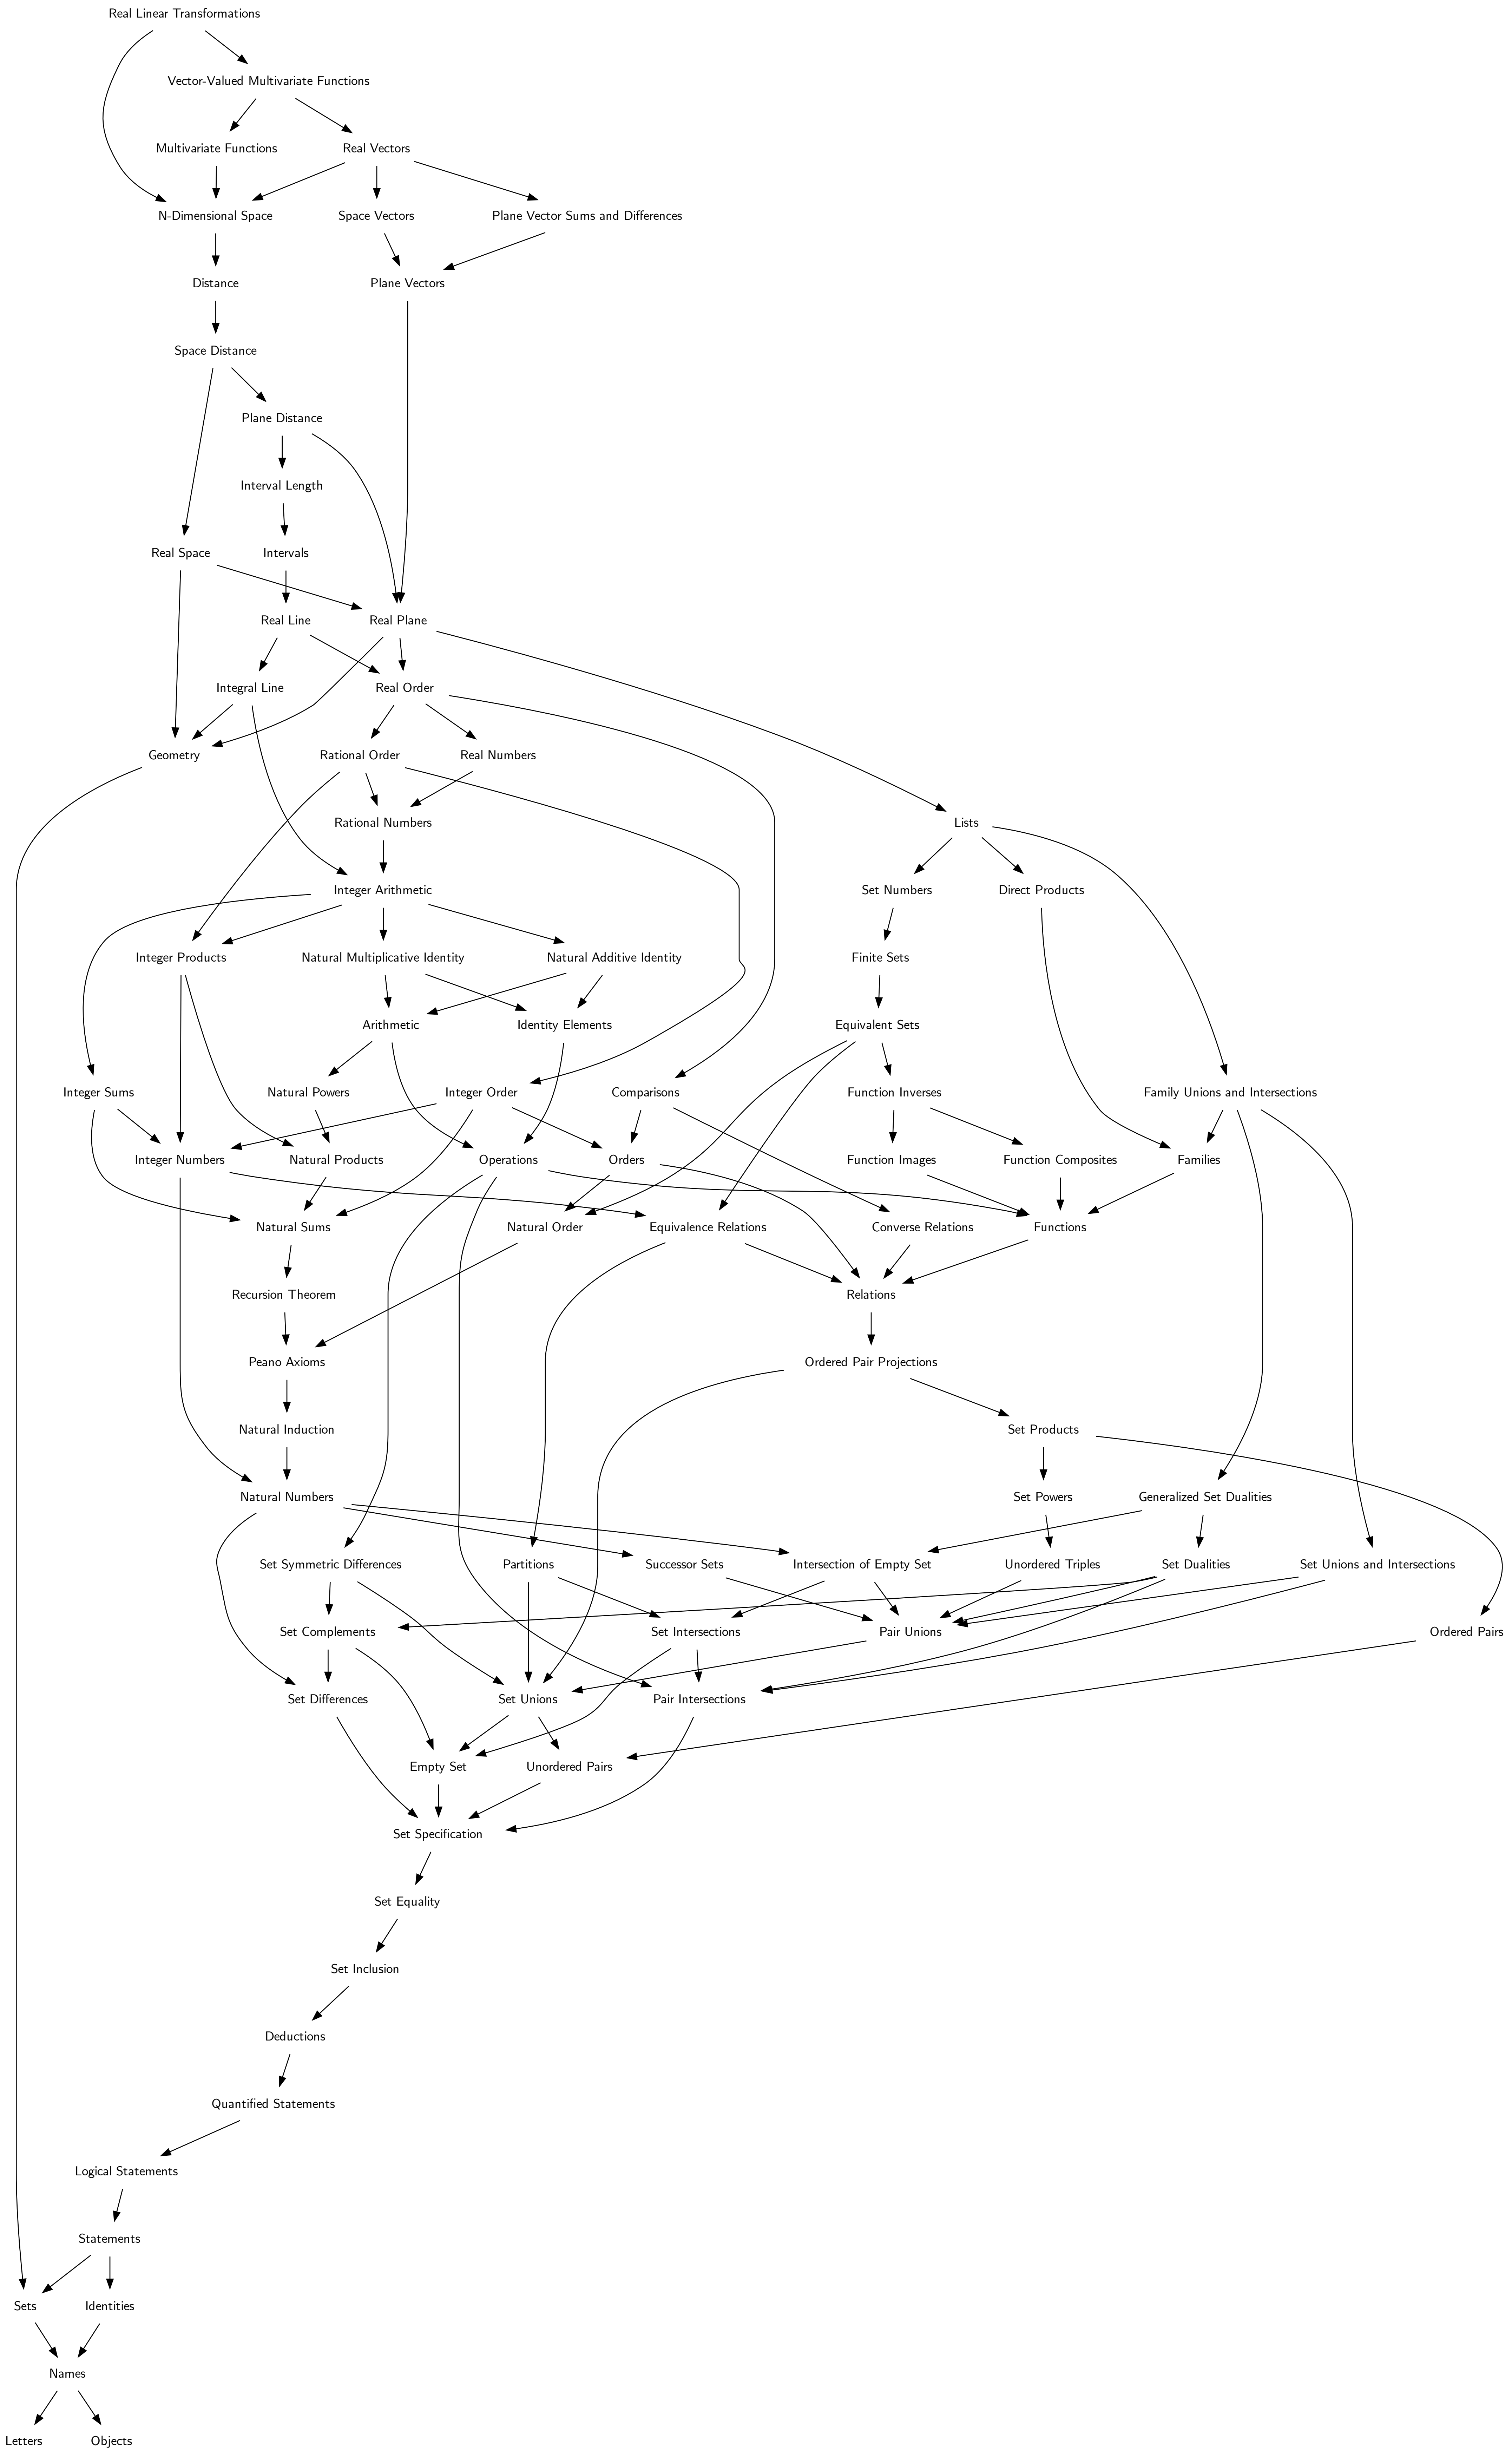 Real Linear Transformations
Vector-Valued Multivariate Functions
Multivariate Functions
Real Vectors
N-Dimensional Space
Space Vectors
Plane Vector Sums and Differences
Distance
Plane Vectors
Space Distance
Plane Distance
Interval Length
Real Space
Intervals
Real Line
Real Plane
Integral Line
Real Order
Geometry
Rational Order
Real Numbers
Rational Numbers
Lists
Integer Arithmetic
Set Numbers
Direct Products
Integer Products
Natural Multiplicative Identity
Natural Additive Identity
Finite Sets
Arithmetic
Identity Elements
Equivalent Sets
Integer Sums
Natural Powers
Integer Order
Comparisons
Function Inverses
Family Unions and Intersections
Integer Numbers
Natural Products
Operations
Orders
Function Images
Function Composites
Families
Natural Sums
Natural Order
Equivalence Relations
Converse Relations
Functions
Recursion Theorem
Relations
Peano Axioms
Ordered Pair Projections
Natural Induction
Set Products
Natural Numbers
Set Powers
Generalized Set Dualities
Set Symmetric Differences
Partitions
Successor Sets
Intersection of Empty Set
Unordered Triples
Set Dualities
Set Unions and Intersections
Set Complements
Set Intersections
Pair Unions
Ordered Pairs
Set Differences
Set Unions
Pair Intersections
Empty Set
Unordered Pairs
Set Specification
Set Equality
Set Inclusion
Deductions
Quantified Statements
Logical Statements
Statements
Sets
Identities
Names
Letters
Objects